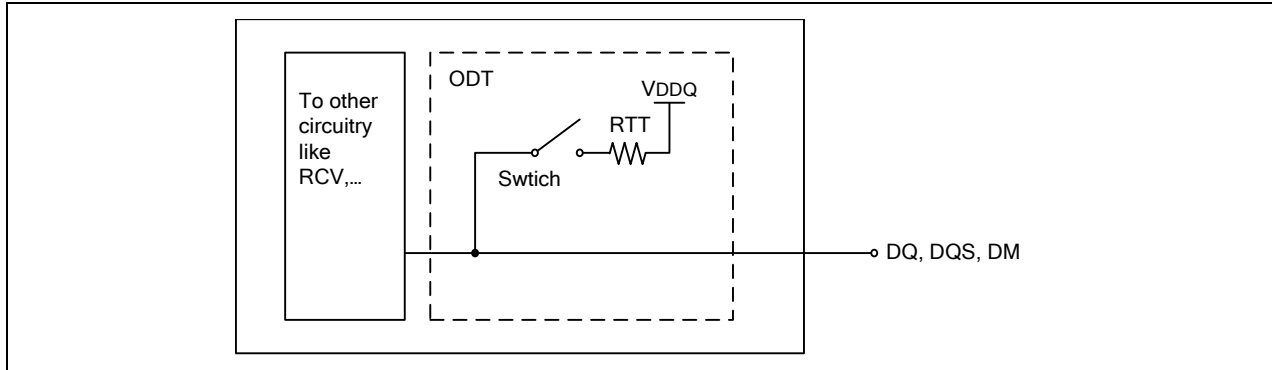 ODT
To other
circuitry
like
RCV,...
VDDQ
RTT
Swtich
DQ, DQS, DM